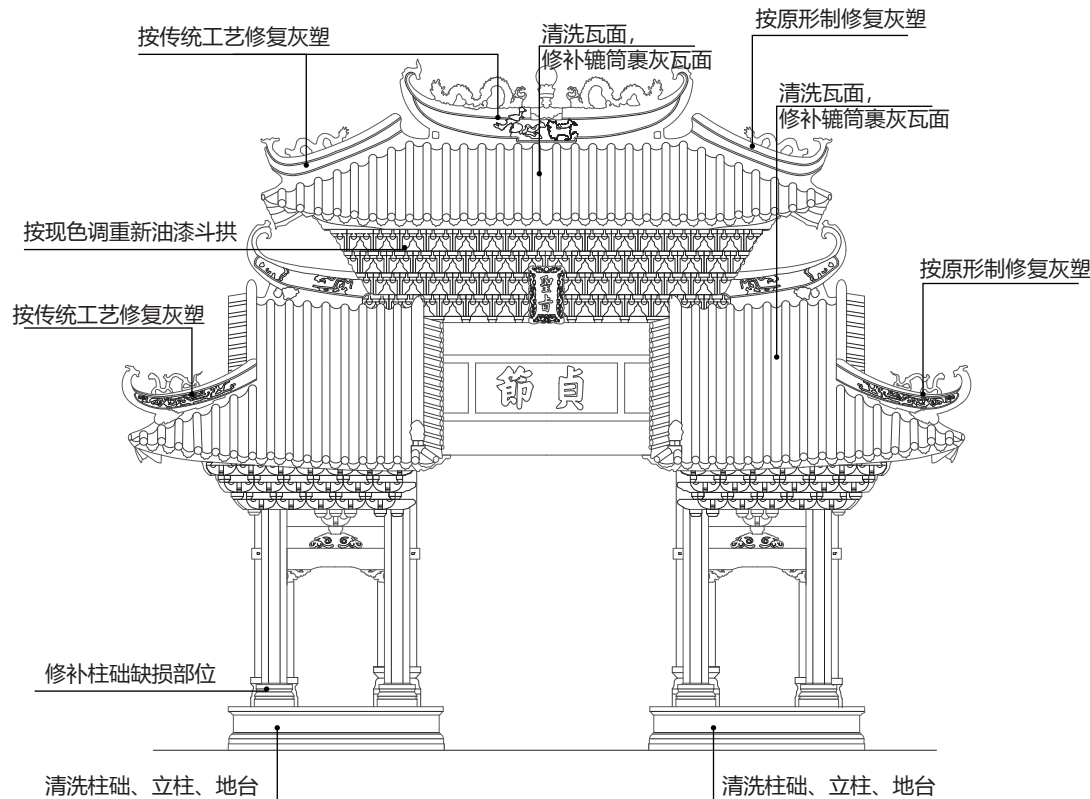 按原形制修复灰塑
按传统工艺修复灰塑
清洗瓦面，
修补辘筒裹灰瓦面
清洗瓦面，
修补辘筒裹灰瓦面
按现色调重新油漆斗拱
按原形制修复灰塑
聖旨
按传统工艺修复灰塑
節貞
修补柱础缺损部位
清洗柱础、立柱、地台
清洗柱础、立柱、地台